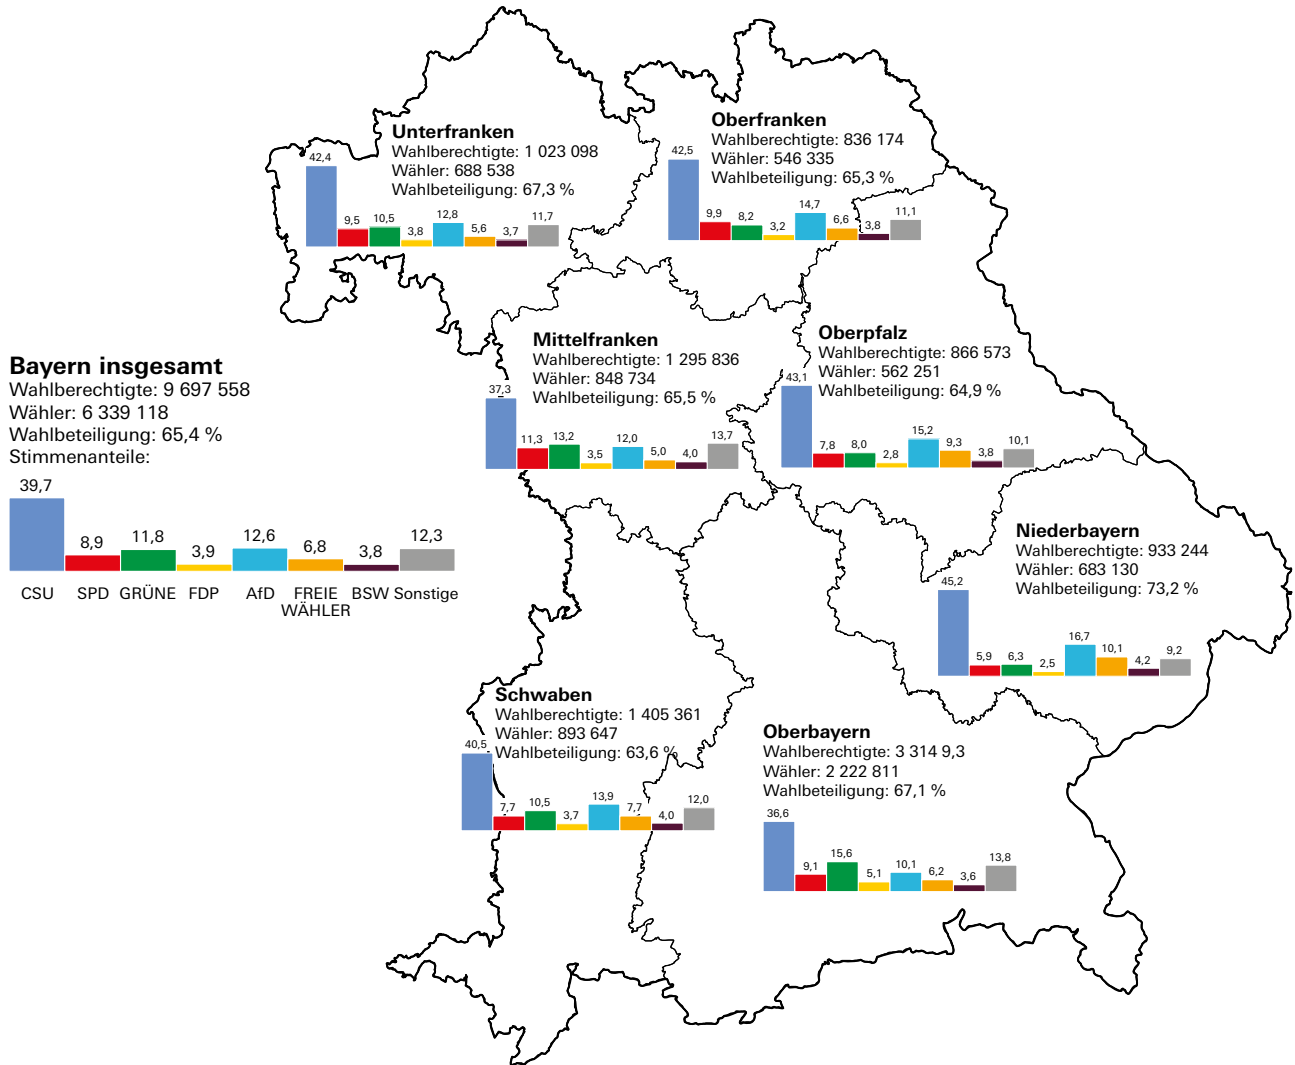 Unterfranken
Wahlberechtigte: 1 023 098
Wähler: 688 538
Wahlbeteiligung: 67,3 %
42,4
9,5
10,5
3,8
12,8
5,6
3,7
11,7
Oberfranken
Wahlberechtigte: 836 174
Wähler: 546 335
Wahlbeteiligung: 65,3 %
42,5
9,9
8,2
3,2
14,7
6,6
3,8
11,1
Mittelfranken
Wahlberechtigte: 1 295 836
Wähler: 848 734
Wahlbeteiligung: 65,5 %
37,3
11,3
13,2
3,5
12,0
5,0
4,0
13,7
Oberpfalz
Wahlberechtigte: 866 573
Wähler: 562 251
Wahlbeteiligung: 64,9 %
43,1
7,8
8,0
2,8
15,2
9,3
3,8
10,1
Bayern insgesamt
Wahlberechtigte: 9 697 558
Wähler: 6 339 118
Wahlbeteiligung: 65,4 %
Stimmenanteile:
39,7
8,9
11,8
3,9
12,6
6,8
3,8
12,3
CSU
SPD
GRÜNE
FDP
AfD
FREIE
WÄHLER
BSW
Sonstige
Niederbayern
Wahlberechtigte: 933 244
Wähler: 683 130
Wahlbeteiligung: 73,2 %
45,2
5,9
6,3
2,5
16,7
10,1
4,2
9,2
Schwaben
Wahlberechtigte: 1 405 361
Wähler: 893 647
Wahlbeteiligung: 63,6 %
40,5
7,7
10,5
3,7
13,9
7,7
4,0
12,0
Oberbayern
Wahlberechtigte: 3 314 9,3
Wähler: 2 222 811
Wahlbeteiligung: 67,1 %
36,6
9,1
15,6
5,1
10,1
6,2
3,6
13,8